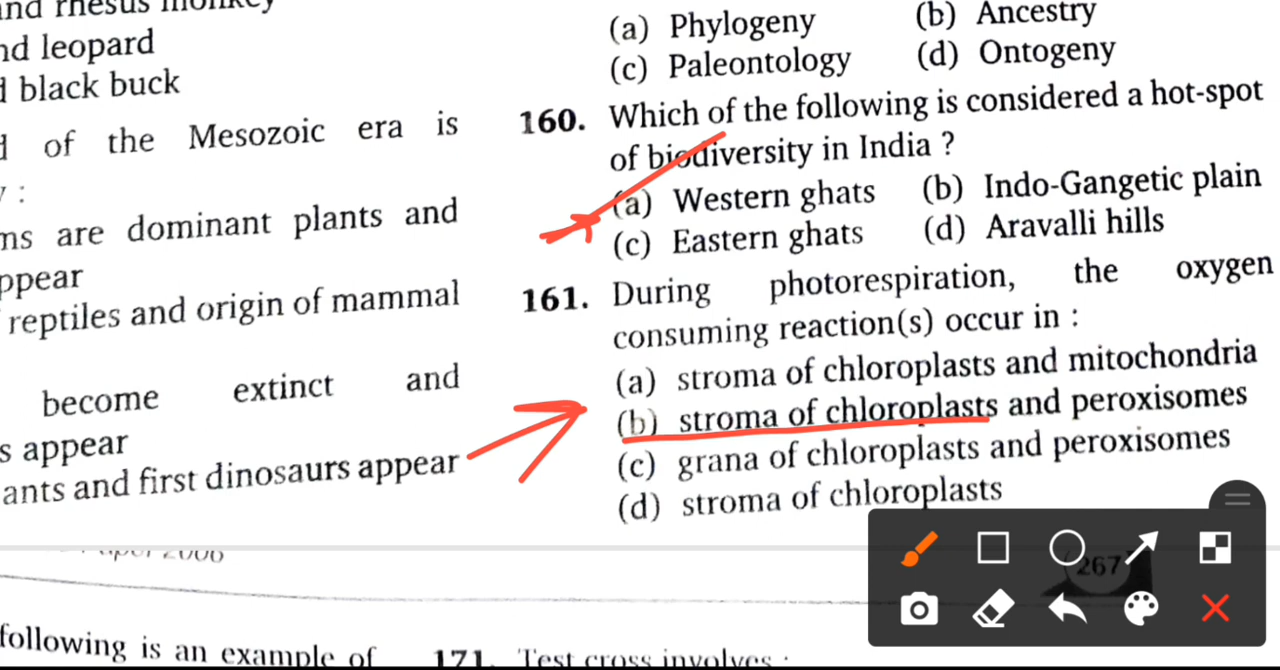 and rhesus monkey
nd leopard
d black buck
d of the Mesozoic era is
y :
ms are dominant plants and
ppear
reptiles and origin of mammal
become extinct and
s appear
ants and first dinosaurs appear
2006
following is an example of
(a) Phylogeny (b) Ancestry
(c) Paleontology (d) Ontogeny
160. Which of the following is considered a hot-spot
of biodiversity in India ?
(a) Western ghats (b) Indo-Gangetic plain
(c) Eastern ghats (d) Aravalli hills
161. During photorespiration, the oxygen
consuming reaction(s) occur in :
(a) stroma of chloroplasts and mitochondria
(b) stroma of chloroplasts and peroxisomes
(c) grana of chloroplasts and peroxisomes
(d) stroma of chloroplasts
267
171. Test cross involves :